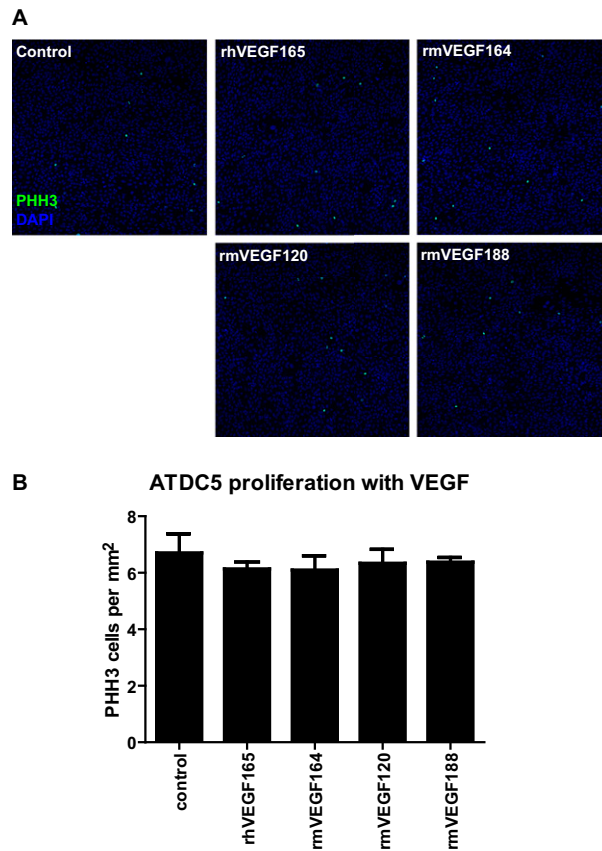 A
Control
rhVEGF165
rmVEGF164
PHH3
DAPI
rmVEGF120
rmVEGF188
B
ATDC5 proliferation with VEGF
PHH3 cells per mm²
8
6
4
2
0
control
rhVEGF165
rmVEGF164
rmVEGF120
rmVEGF188